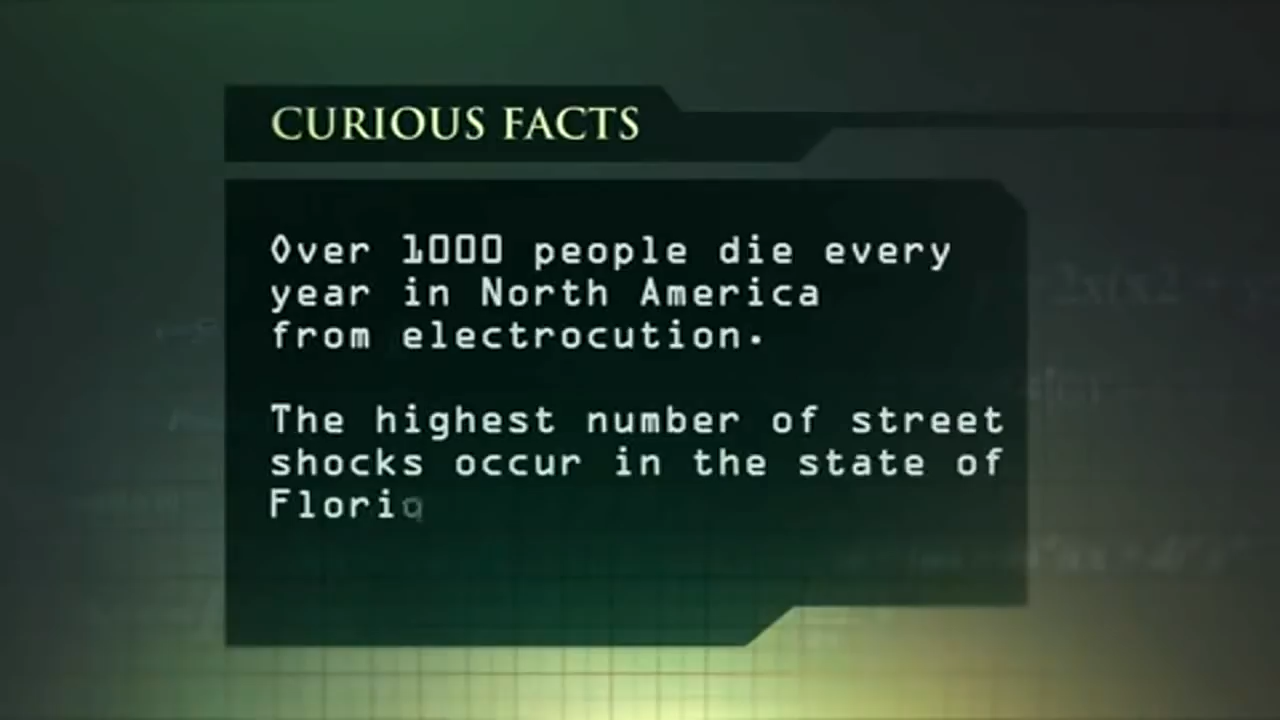 CURIOUS FACTS
Over 1000 people die every
year in North America
from electrocution.
The highest number of street
shocks occur in the state of